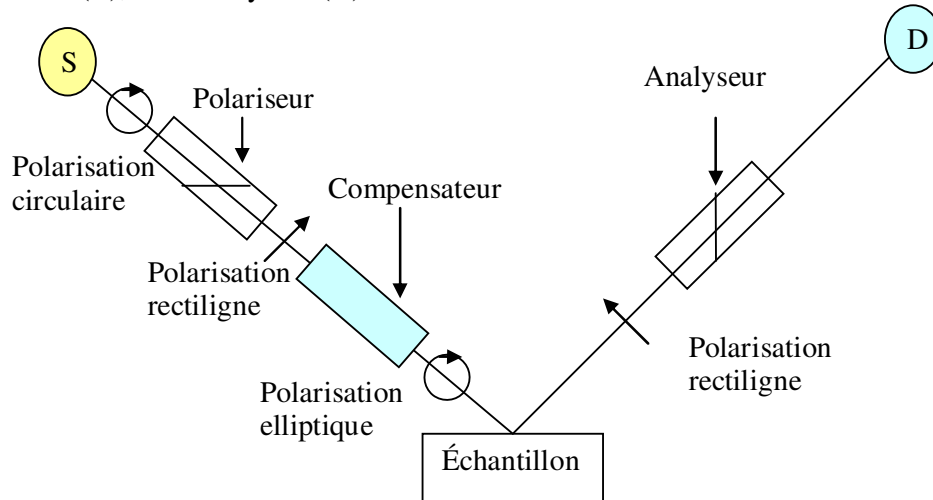 S
D
Polariseur
Analyseur
Polarisation
circulaire
Compensateur
Polarisation
rectiligne
Polarisation
rectiligne
Polarisation
elliptique
Échantillon